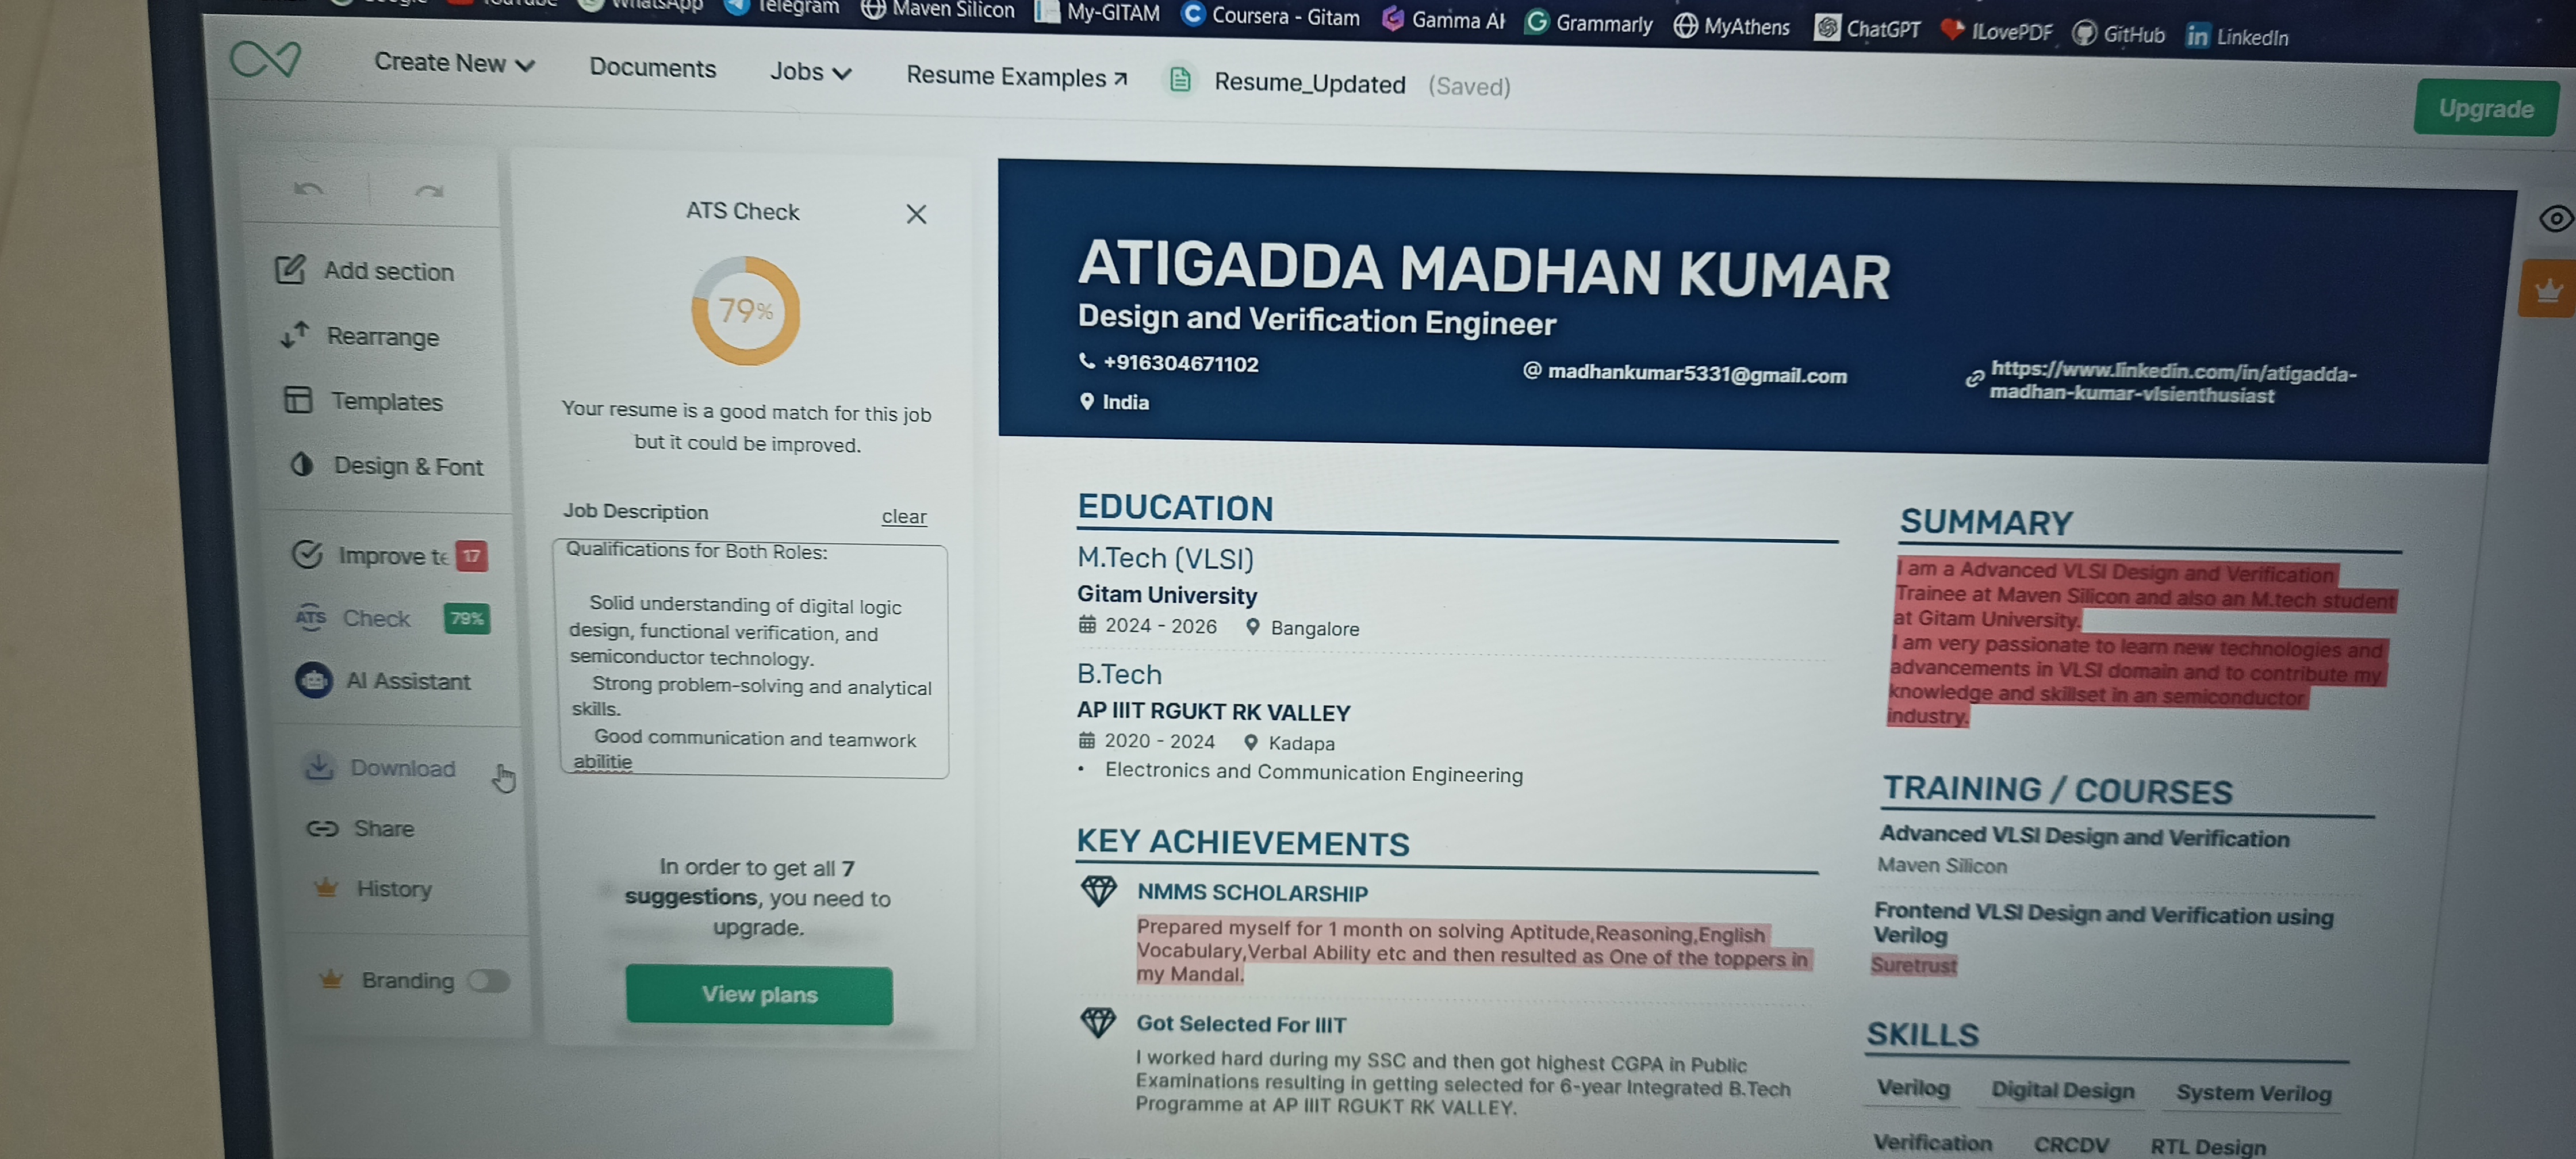 WhatsApp
Telegram
Maven Silicon
My-GITAM
Coursera - Gitam
Gamma AI
Grammarly
MyAthens
ChatGPT
ILovePDF
GitHub
in LinkedIn
Create New
Documents
Jobs
Resume Examples
Resume_Updated (Saved)
Upgrade
Add section
Rearrange
Templates
Design & Font
Improve te 17
ATS Check 79%
AI Assistant
Download
Share
History
Branding
ATS Check
79%
Your resume is a good match for this job
but it could be improved.
Job Description
clear
Qualifications for Both Roles:
Solid understanding of digital logic
design, functional verification, and
semiconductor technology.
Strong problem-solving and analytical
skills.
Good communication and teamwork
abilitie
In order to get all 7
suggestions, you need to
upgrade.
View plans
ATIGADDA MADHAN KUMAR
Design and Verification Engineer
+916304671102
@ madhankumar5331@gmail.com
https://www.linkedin.com/in/atigadda-
madhan-kumar-vlsienthusiast
India
EDUCATION
M.Tech (VLSI)
Gitam University
2024 - 2026 Bangalore
B.Tech
AP IIIT RGUKT RK VALLEY
2020 - 2024 Kadapa
• Electronics and Communication Engineering
KEY ACHIEVEMENTS
NMMS SCHOLARSHIP
Prepared myself for 1 month on solving Aptitude,Reasoning,English
Vocabulary,Verbal Ability etc and then resulted as One of the toppers in
my Mandal.
Got Selected For IIIT
I worked hard during my SSC and then got highest CGPA in Public
Examinations resulting in getting selected for 6-year Integrated B.Tech
Programme at AP IIIT RGUKT RK VALLEY.
SUMMARY
I am a Advanced VLSI Design and Verification
Trainee at Maven Silicon and also an M.tech student
at Gitam University.
I am very passionate to learn new technologies and
advancements in VLSI domain and to contribute my
knowledge and skillset in an semiconductor
industry.
TRAINING / COURSES
Advanced VLSI Design and Verification
Maven Silicon
Frontend VLSI Design and Verification using
Verilog
Suretrust
SKILLS
Verilog Digital Design System Verilog
Verification CRCDV RTL Design